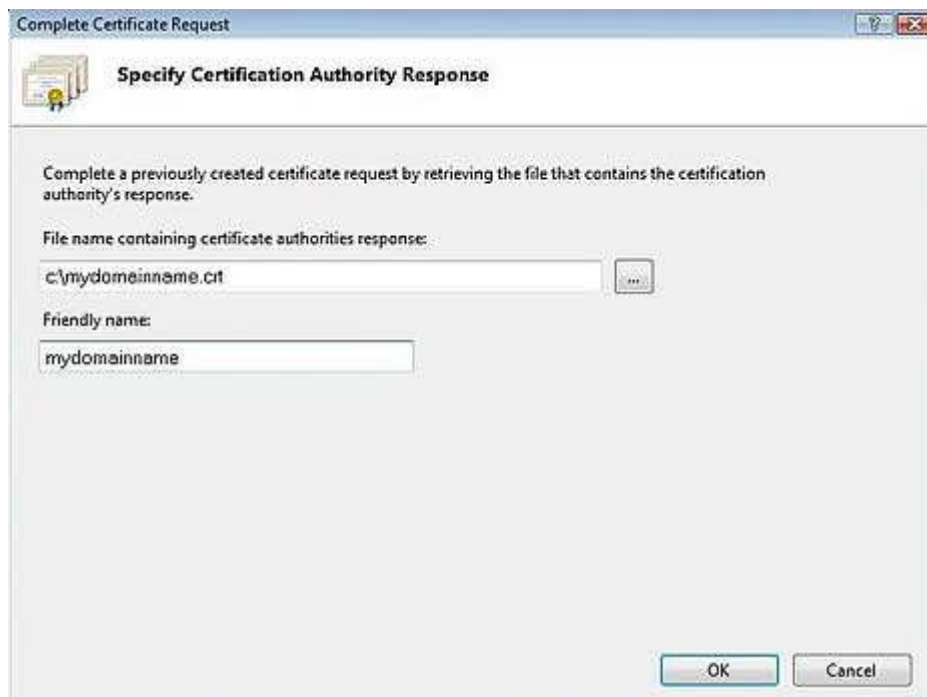 Complete Certificate Request
Specify Certification Authority Response
Complete a previously created certificate request by retrieving the file that contains the certification
authority's response.
File name containing certificate authorities response:
c:\mydomainname.crt
...
Friendly name:
mydomainname
OK
Cancel